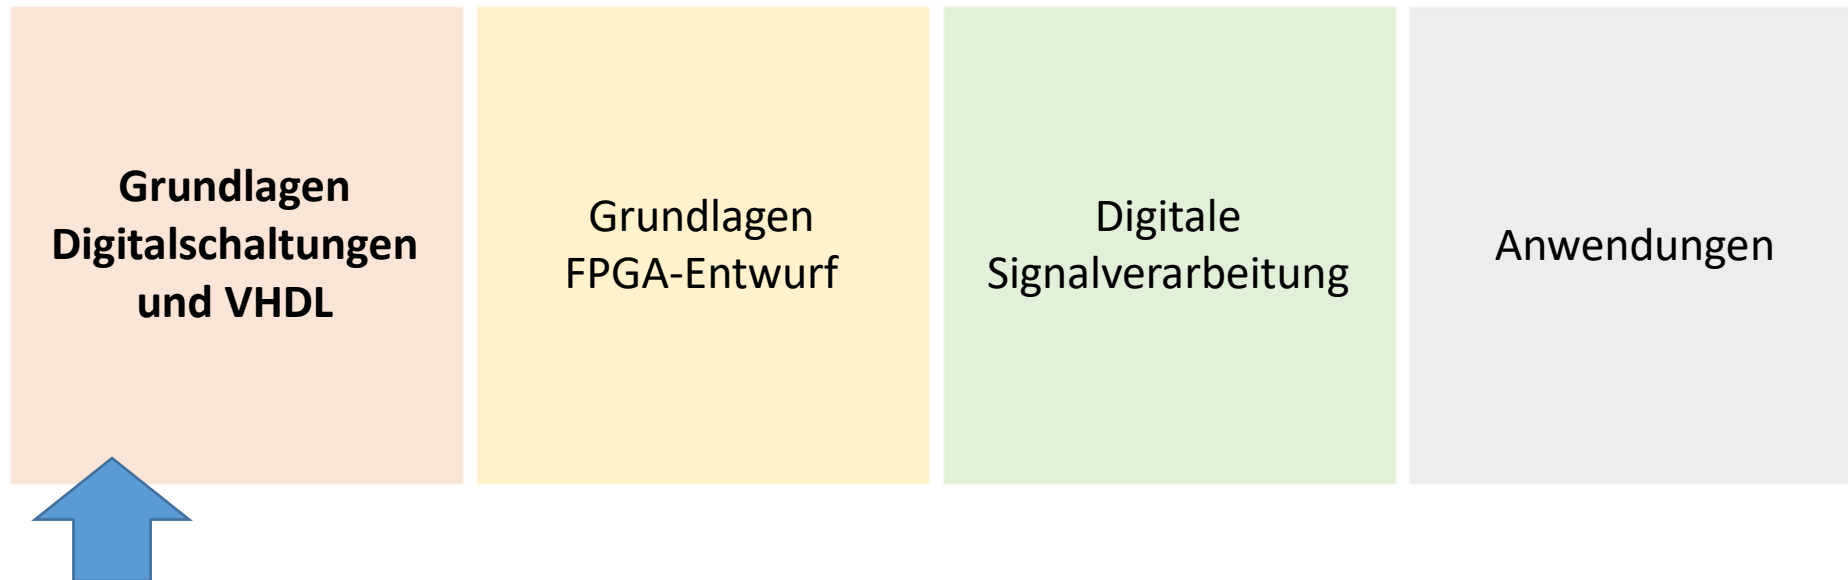 Grundlagen
Digitalschaltungen
und VHDL
Grundlagen
FPGA-Entwurf
Digitale
Signalverarbeitung
Anwendungen